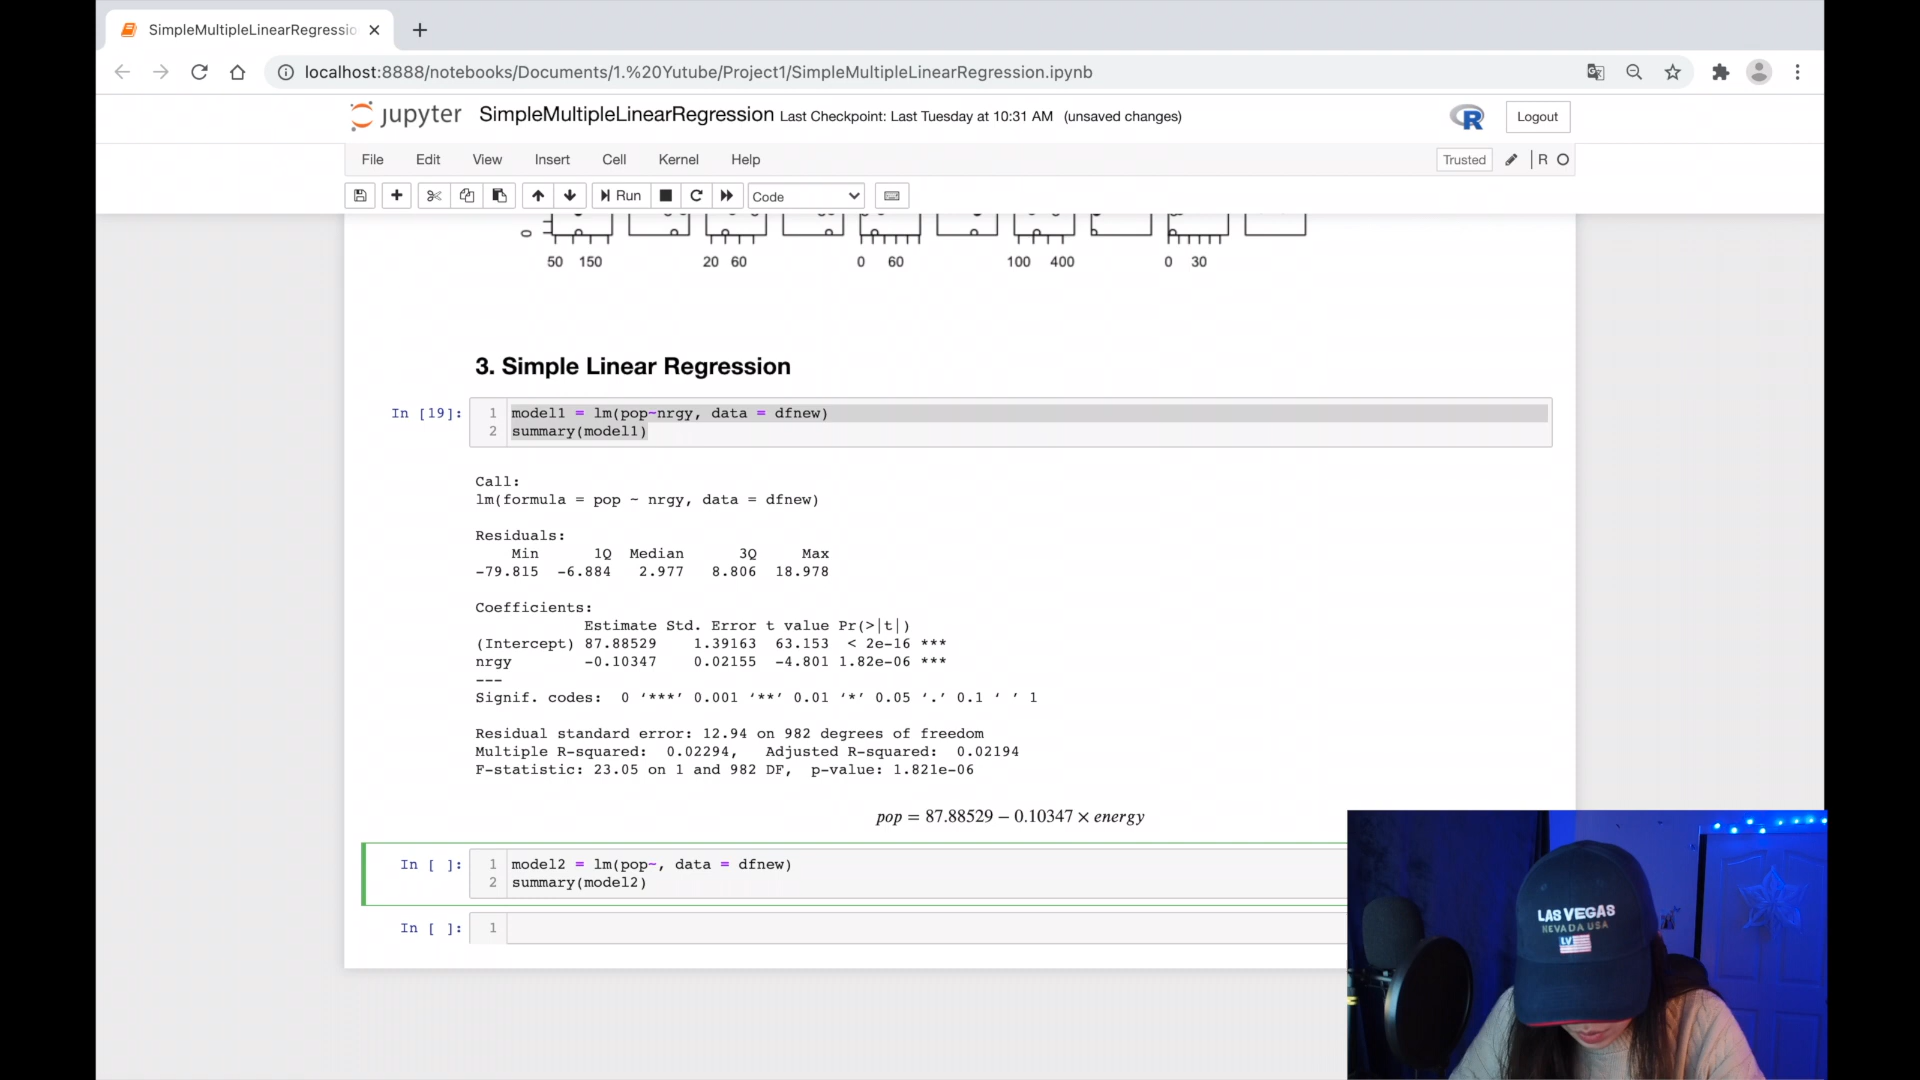 SimpleMultipleLinearRegressio
localhost:8888/notebooks/Documents/1.%20Yutube/Project1/SimpleMultipleLinearRegression.ipynb
jupyter SimpleMultipleLinearRegression Last Checkpoint: Last Tuesday at 10:31 AM (unsaved changes) R Logout
File Edit View Insert Cell Kernel Help Trusted R
Run Code
0
50 150 20 60 0 60 100 400 0 30
3. Simple Linear Regression
In [19]: 1 model1 = lm(pop~nrgy, data = dfnew)
2 summary(model1)
Call:
lm(formula = pop ~ nrgy, data = dfnew)
Residuals:
Min 1Q Median 3Q Max
-79.815 -6.884 2.977 8.806 18.978
Coefficients:
Estimate Std. Error t value Pr(>|t|)
(Intercept) 87.88529 1.39163 63.153 < 2e-16 ***
nrgy -0.10347 0.02155 -4.801 1.82e-06 ***
---
Signif. codes: 0 ‘***’ 0.001 ‘**’ 0.01 ‘*’ 0.05 ‘.’ 0.1 ‘ ’ 1
Residual standard error: 12.94 on 982 degrees of freedom
Multiple R-squared: 0.02294, Adjusted R-squared: 0.02194
F-statistic: 23.05 on 1 and 982 DF, p-value: 1.821e-06
pop = 87.88529 − 0.10347 × energy
In [ ]: 1 model2 = lm(pop~, data = dfnew)
2 summary(model2)
In [ ]: 1
LAS VEGAS
NEVADA USA
LV